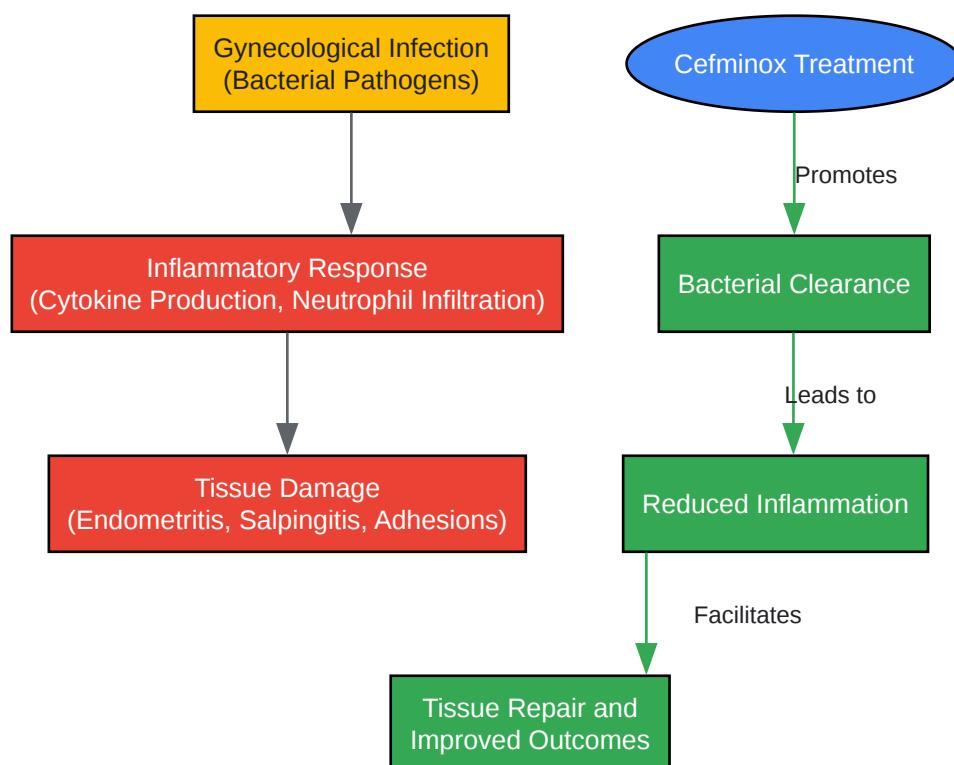 Gynecological Infection
(Bacterial Pathogens)
Cefminox Treatment
Promotes
Inflammatory Response
(Cytokine Production, Neutrophil Infiltration)
Bacterial Clearance
Leads to
Tissue Damage
(Endometritis, Salpingitis, Adhesions)
Reduced Inflammation
Facilitates
Tissue Repair and
Improved Outcomes